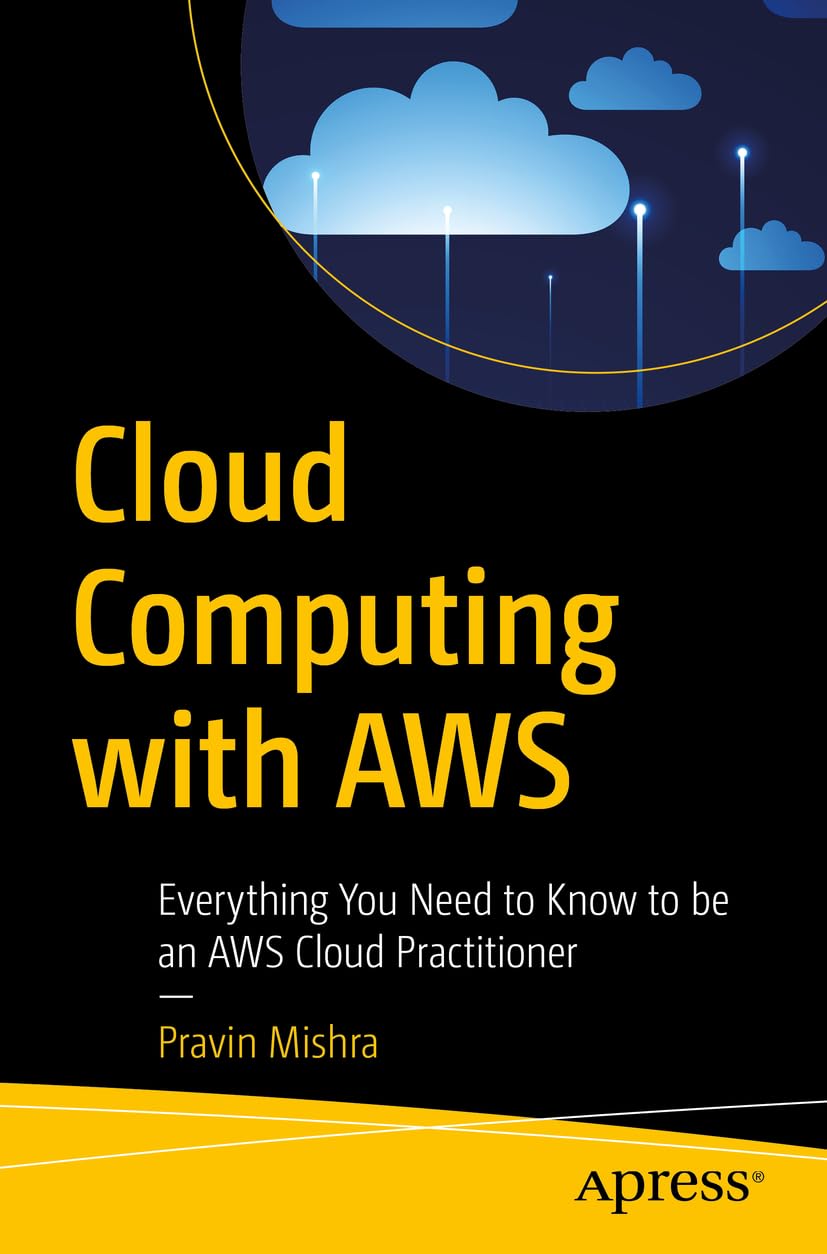 Cloud
Computing
with AWS
Everything You Need to Know to be
an AWS Cloud Practitioner
—
Pravin Mishra
Apress®